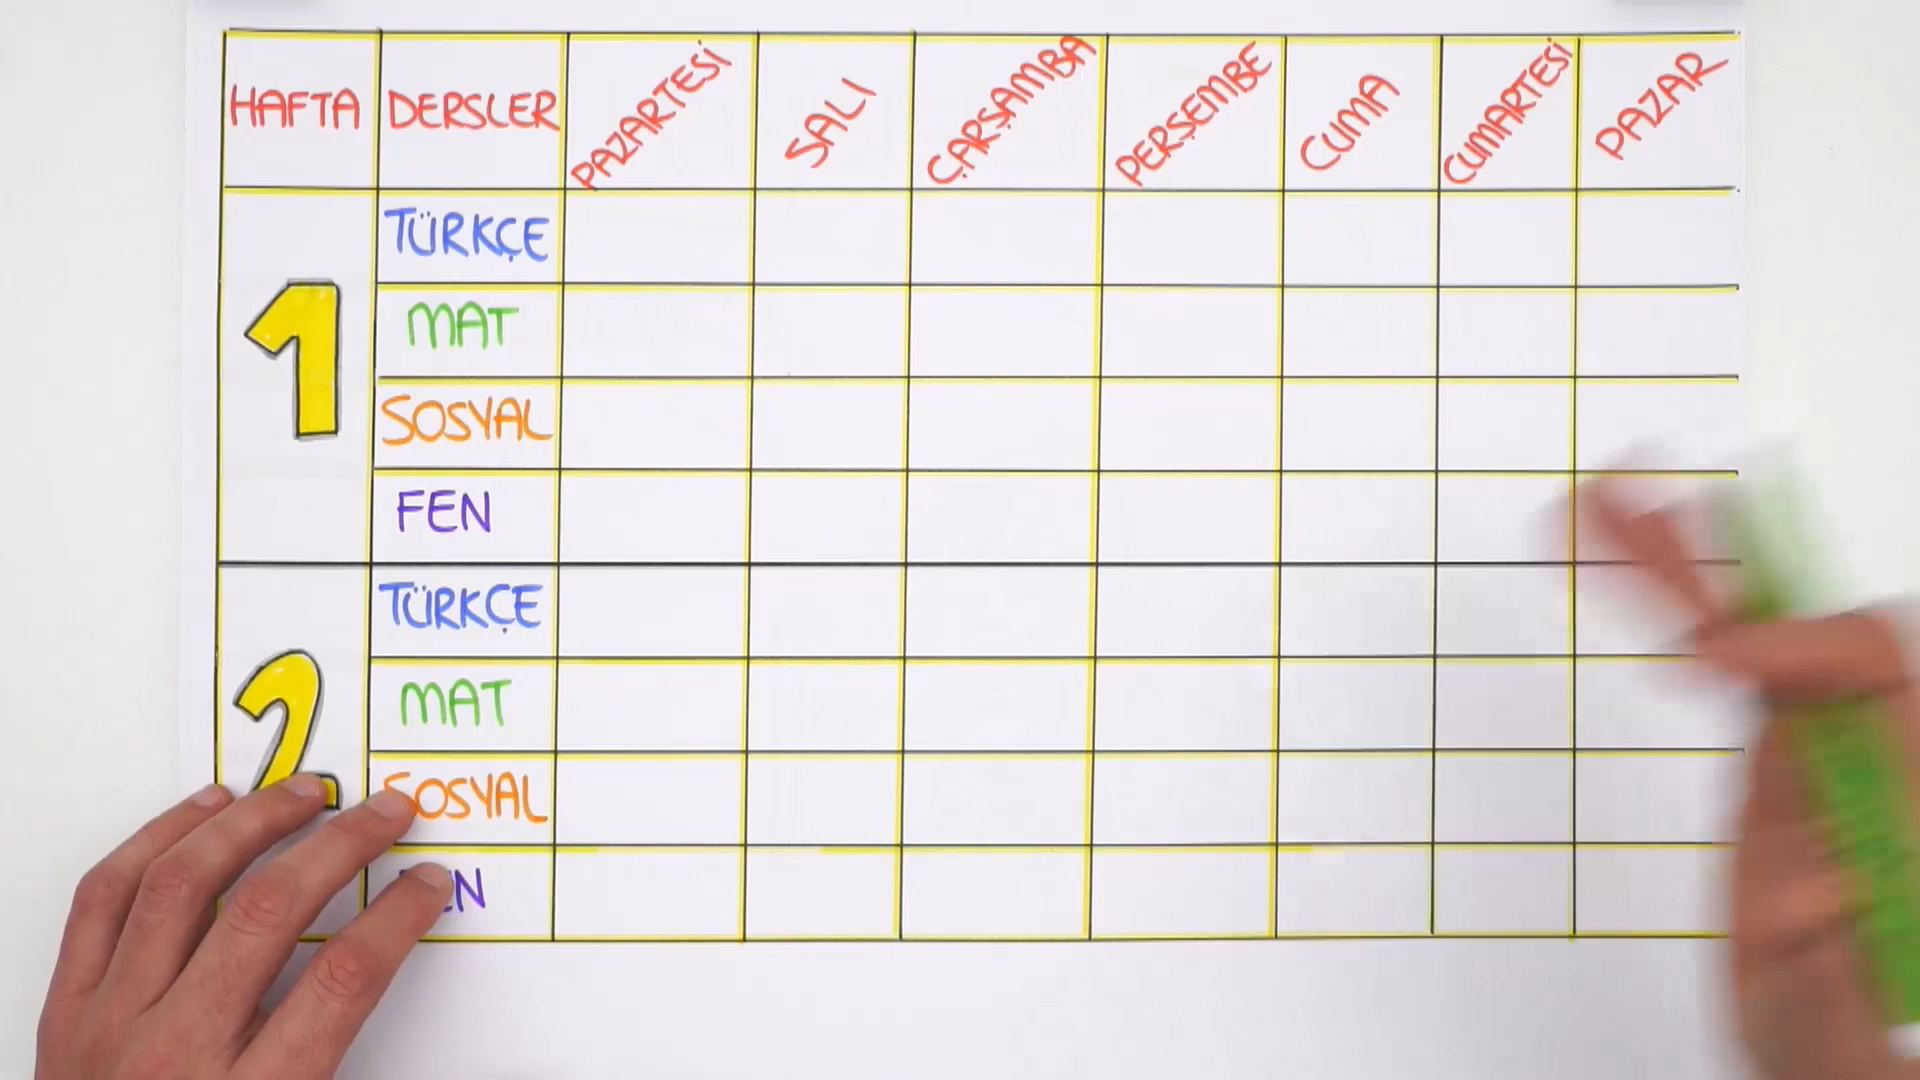 HAFTA DERSLER PAZARTESİ SALI ÇARŞAMBA PERŞEMBE CUMA CUMARTESİ PAZAR
1
TÜRKÇE
MAT
SOSYAL
FEN
2
TÜRKÇE
MAT
SOSYAL